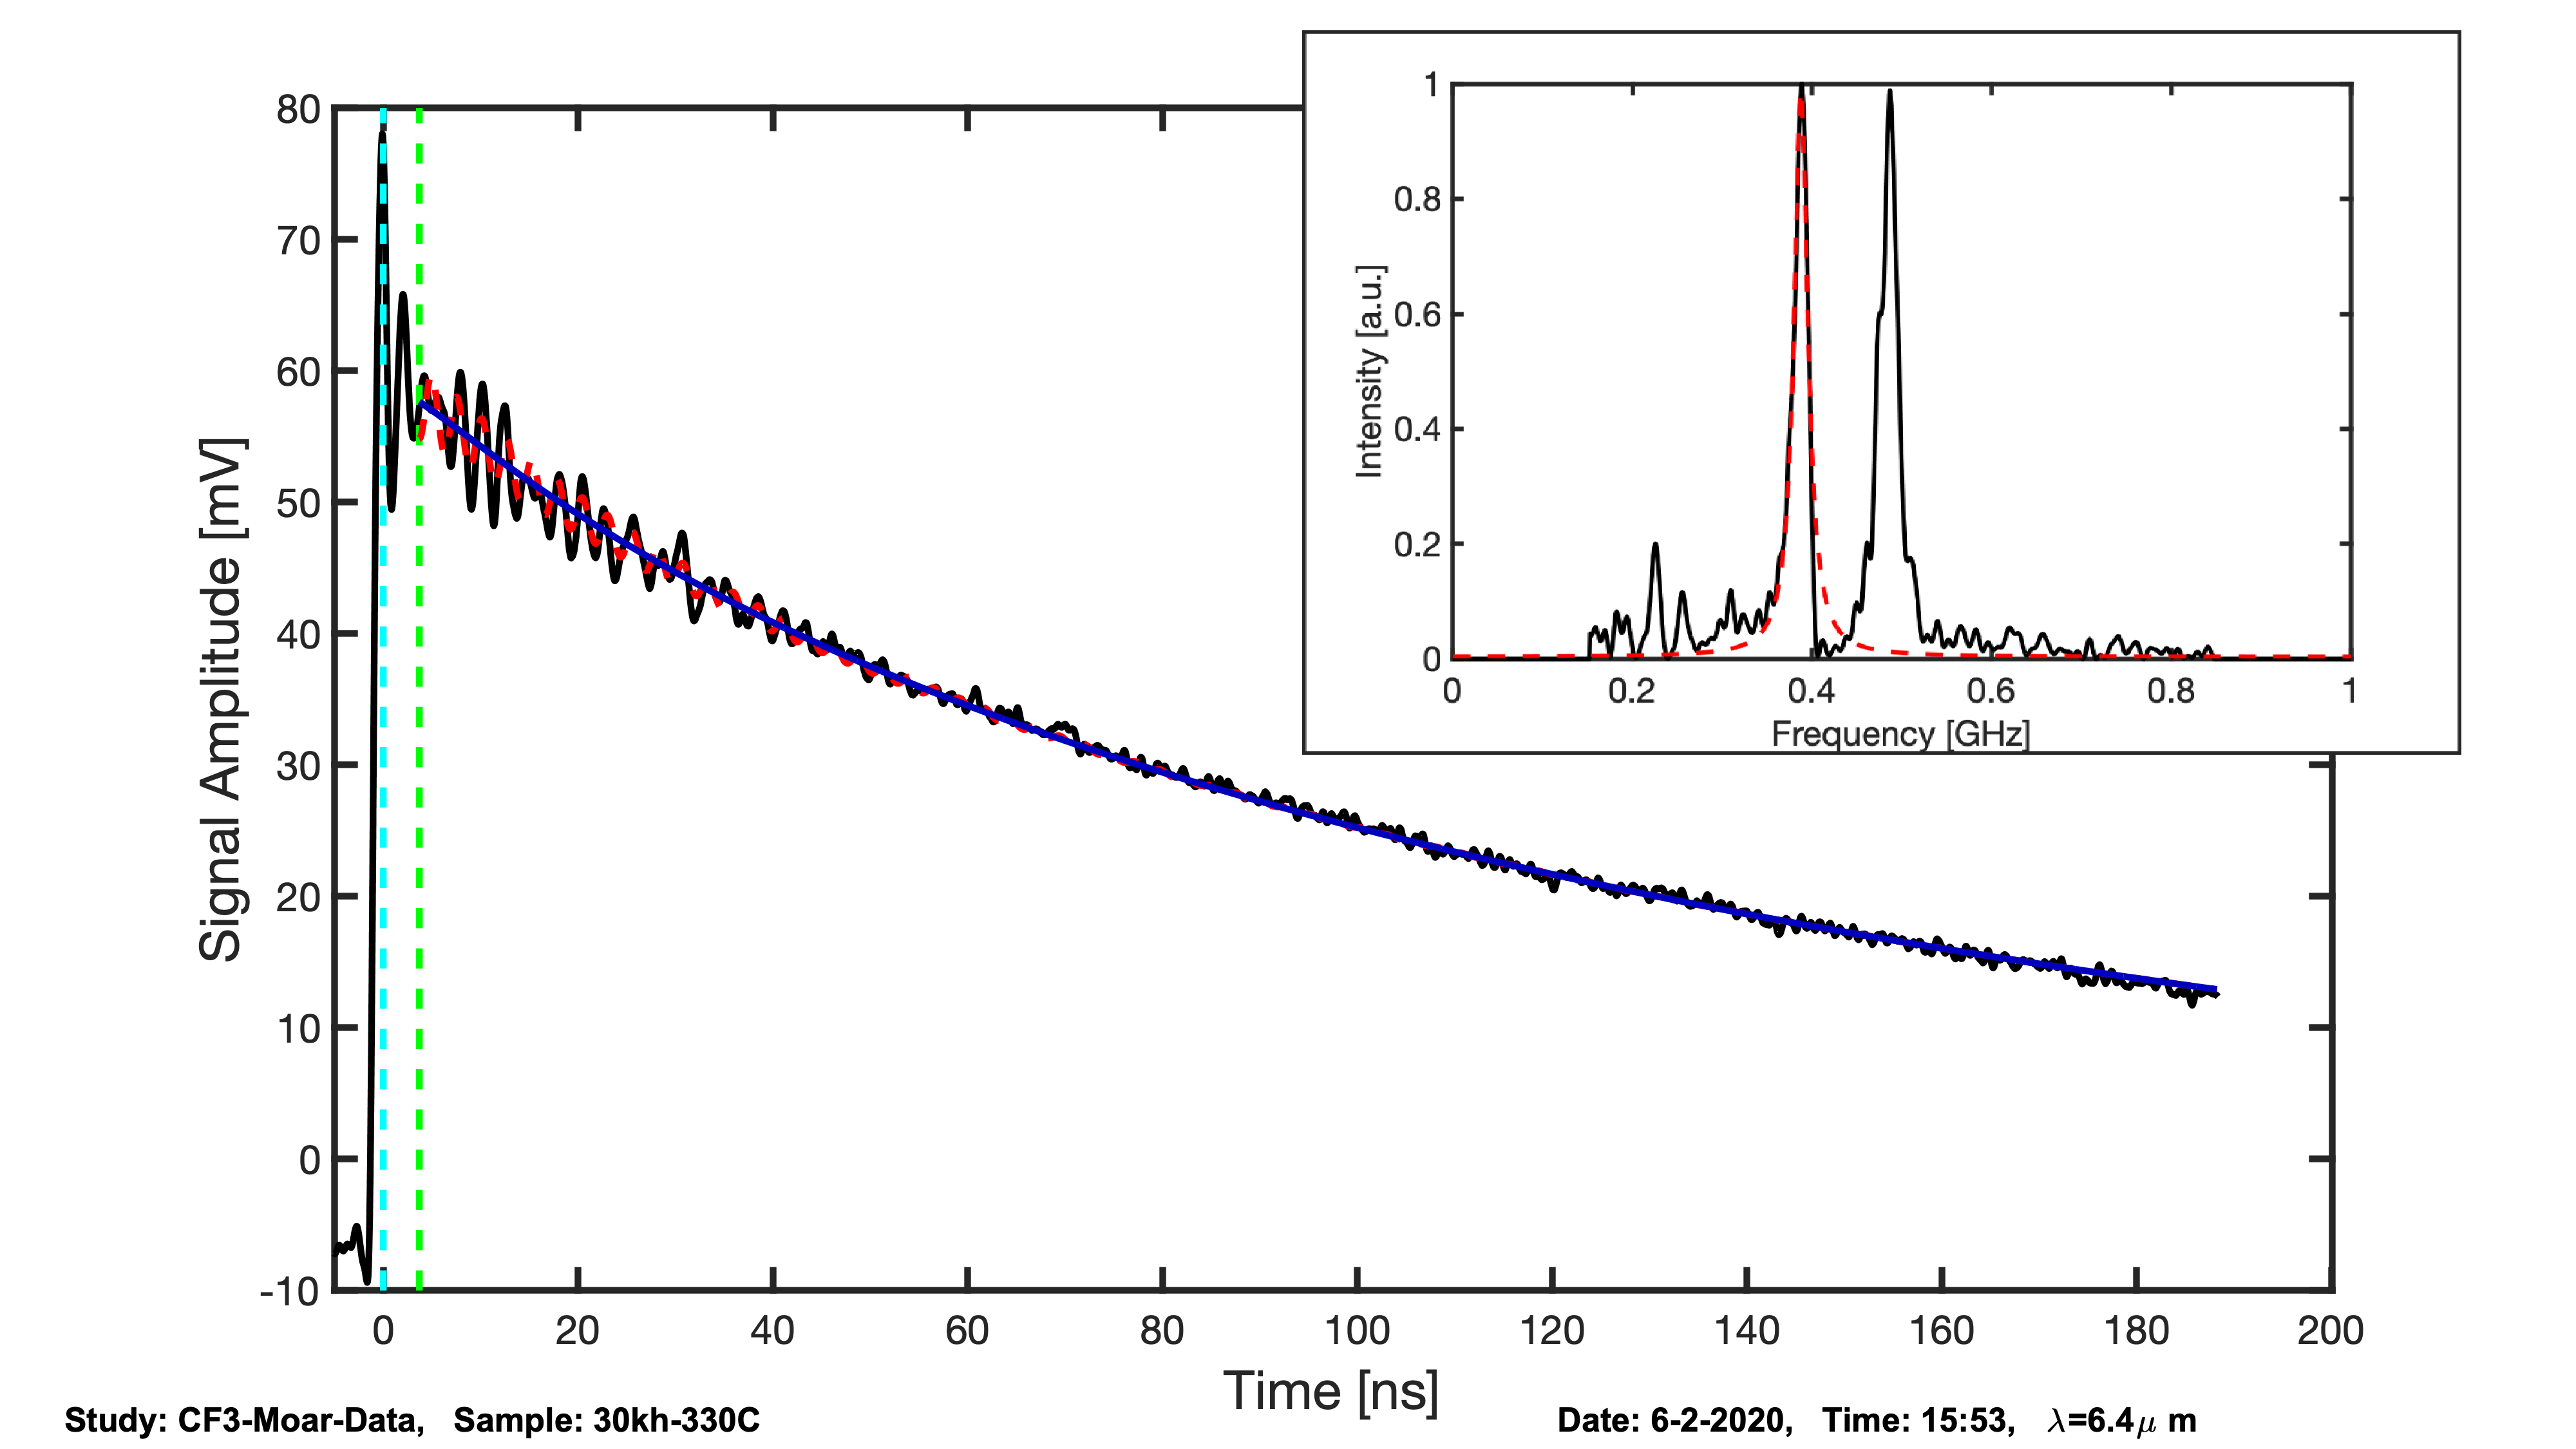 80
70
60
50
40
30
20
10
0
-10
Signal Amplitude [mV]
0 20 40 60 80 100 120 140 160 180 200
Time [ns]
1
0.8
0.6
0.4
0.2
0
Intensity [a.u.]
0 0.2 0.4 0.6 0.8 1
Frequency [GHz]
Study: CF3-Moar-Data, Sample: 30kh-330C
Date: 6-2-2020, Time: 15:53, λ=6.4μ m